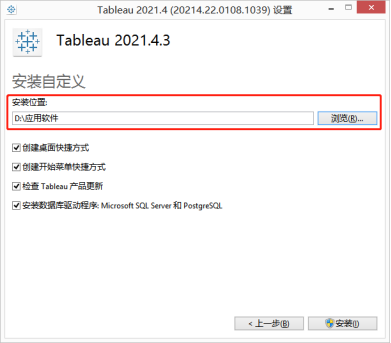 Tableau 2021.4 (20214.22.0108.1039) 设置
Tableau 2021.4.3
安装自定义
安装位置:
D:\应用软件
浏览(R)...
创建桌面快捷方式
创建开始菜单快捷方式
检查 Tableau 产品更新
安装数据库驱动程序: Microsoft SQL Server 和 PostgreSQL
< 上一步(B)
安装(I)